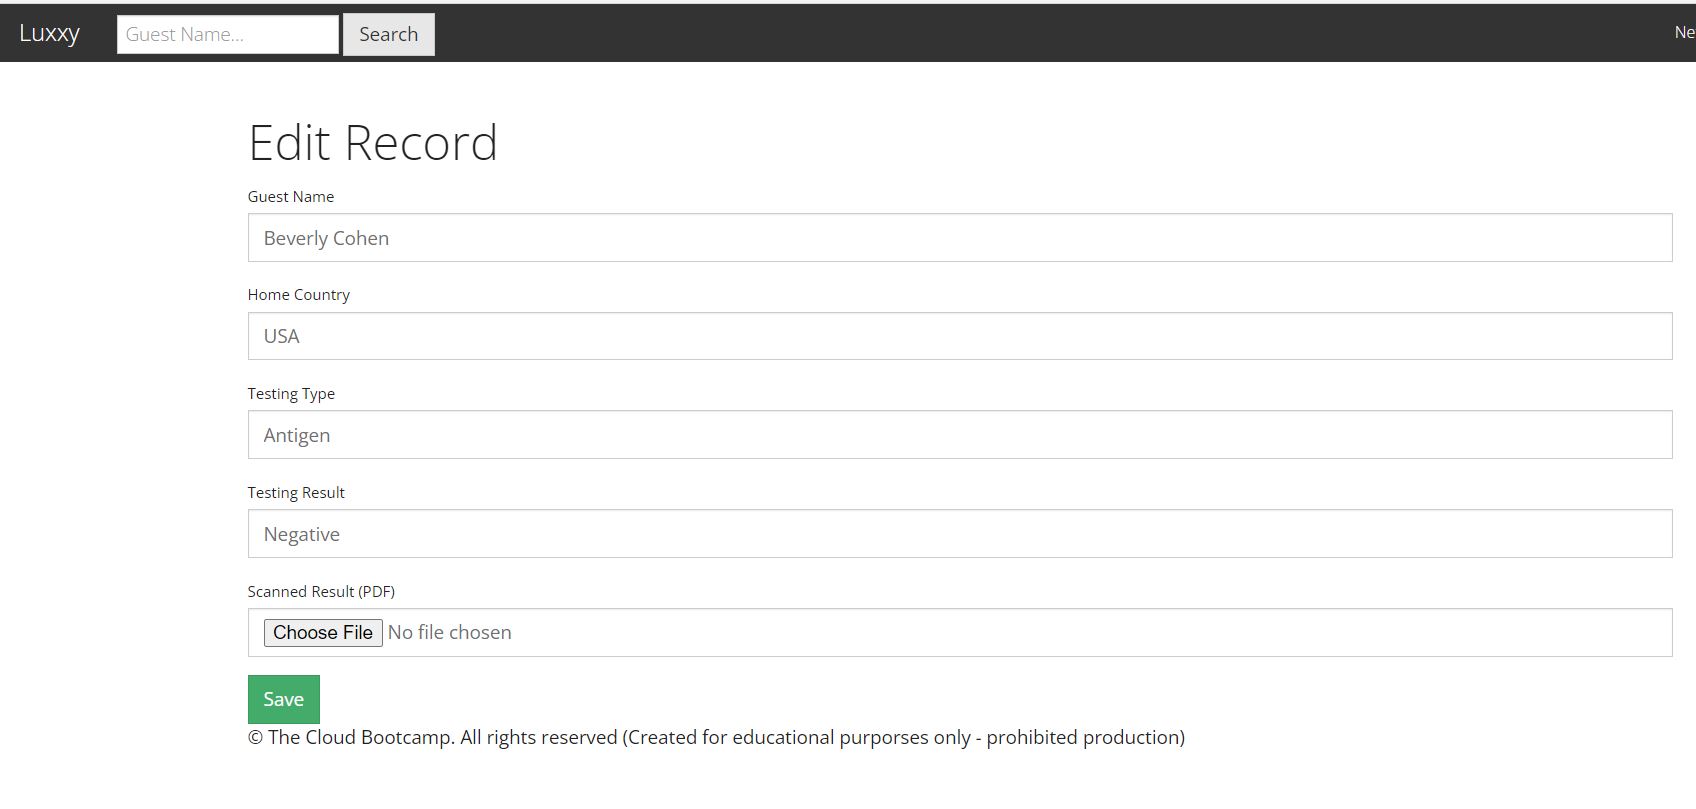 Luxxy Guest Name... Search Ne
Edit Record
Guest Name
Beverly Cohen
Home Country
USA
Testing Type
Antigen
Testing Result
Negative
Scanned Result (PDF)
Choose File No file chosen
Save
© The Cloud Bootcamp. All rights reserved (Created for educational purporses only - prohibited production)